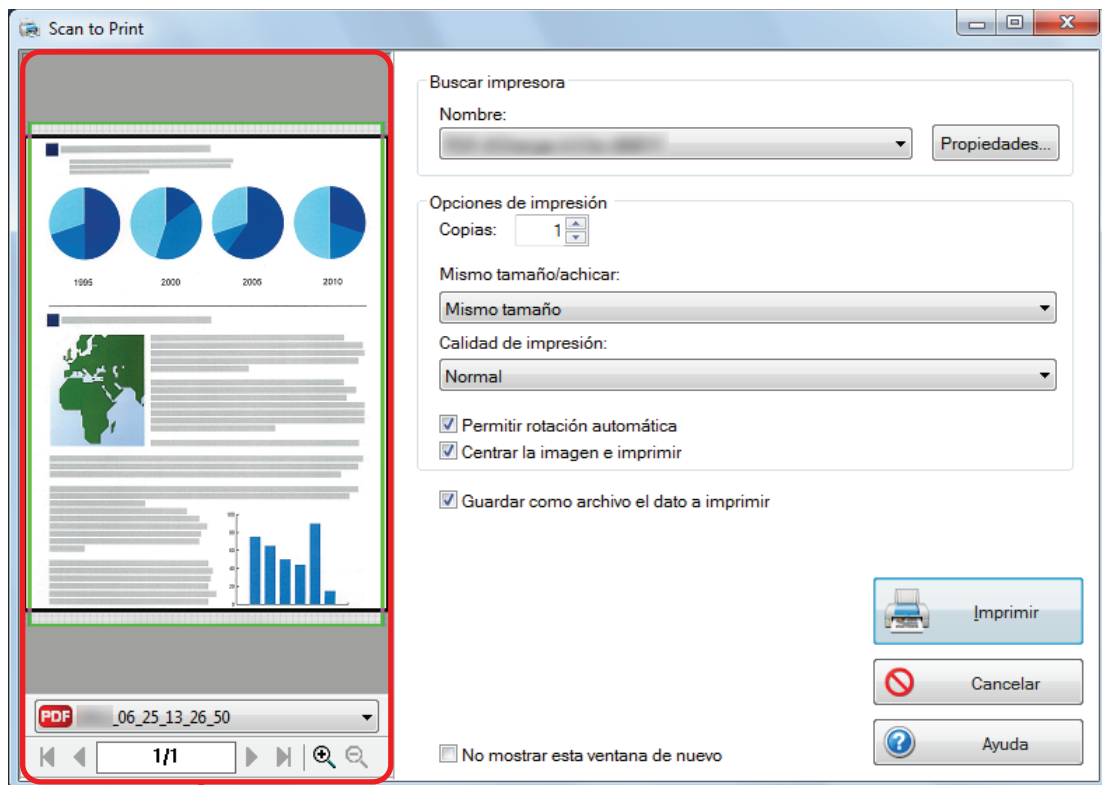 Scan to Print
1995 2000 2005 2010
PDF _06_25_13_26_50
1/1
Buscar impresora
Nombre:
Propiedades...
Opciones de impresión
Copias: 1
Mismo tamaño/achicar:
Mismo tamaño
Calidad de impresión:
Normal
Permitir rotación automática
Centrar la imagen e imprimir
Guardar como archivo el dato a imprimir
Imprimir
Cancelar
Ayuda
No mostrar esta ventana de nuevo